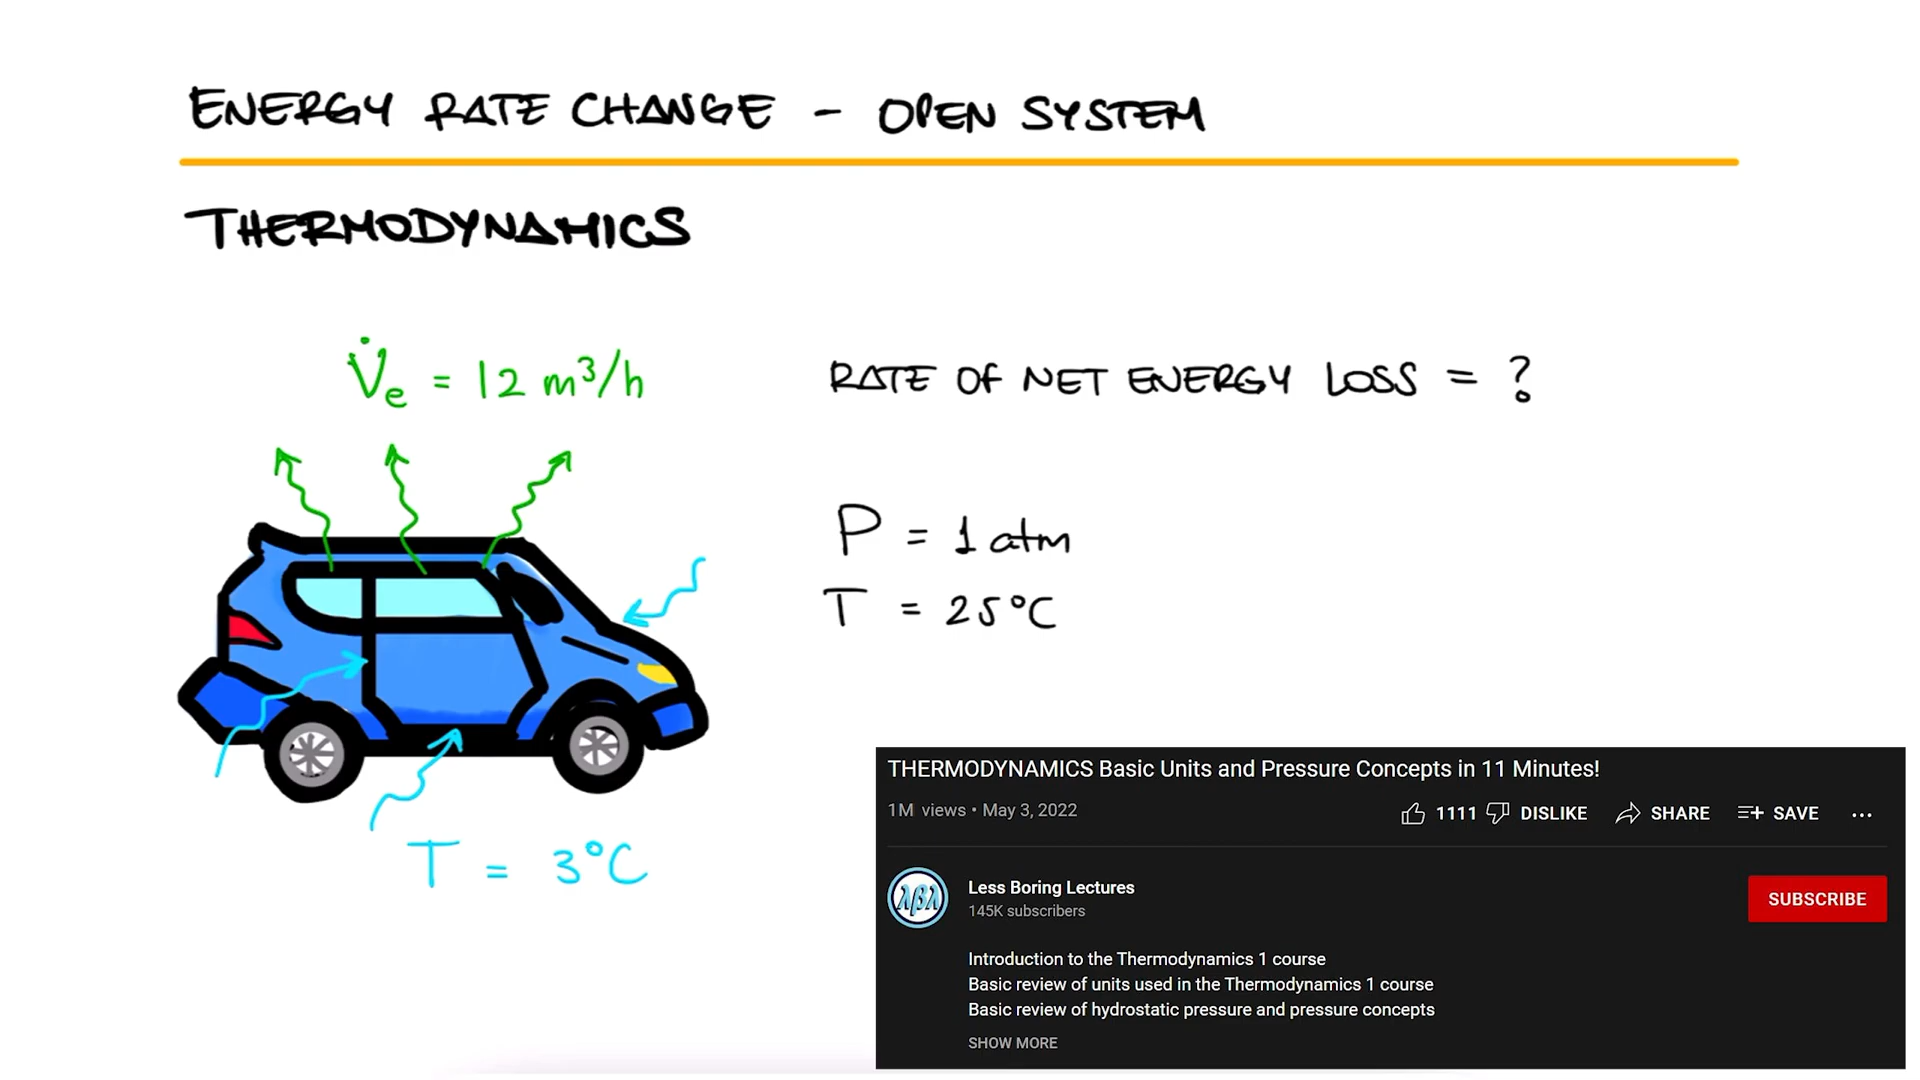 ENERGY RATE CHANGE - OPEN SYSTEM
THERMODYNAMICS
V̇e = 12 m³/h
RATE OF NET ENERGY LOSS = ?
P = 1 atm
T = 25°C
T = 3°C
THERMODYNAMICS Basic Units and Pressure Concepts in 11 Minutes!
1M views • May 3, 2022
1111 DISLIKE SHARE SAVE ...
λβλ
Less Boring Lectures
145K subscribers
SUBSCRIBE
Introduction to the Thermodynamics 1 course
Basic review of units used in the Thermodynamics 1 course
Basic review of hydrostatic pressure and pressure concepts
SHOW MORE